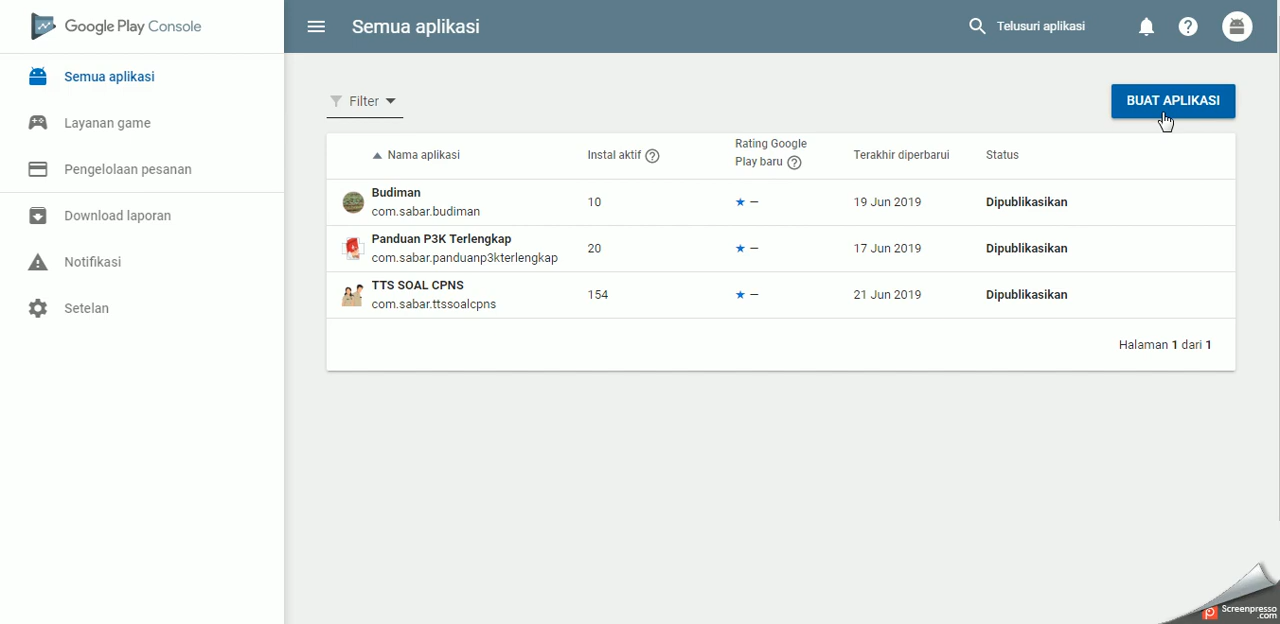 Google Play Console
Semua aplikasi
Telusuri aplikasi
Semua aplikasi
Layanan game
Pengelolaan pesanan
Download laporan
Notifikasi
Setelan
Filter
BUAT APLIKASI
Nama aplikasi
Instal aktif ?
Rating Google
Play baru ?
Terakhir diperbarui
Status
Budiman
com.sabar.budiman
10
★ –
19 Jun 2019
Dipublikasikan
Panduan P3K Terlengkap
com.sabar.panduanp3kterlengkap
20
★ –
17 Jun 2019
Dipublikasikan
TTS SOAL CPNS
com.sabar.ttssoalcpns
154
★ –
21 Jun 2019
Dipublikasikan
Halaman 1 dari 1
Screenpresso
.com